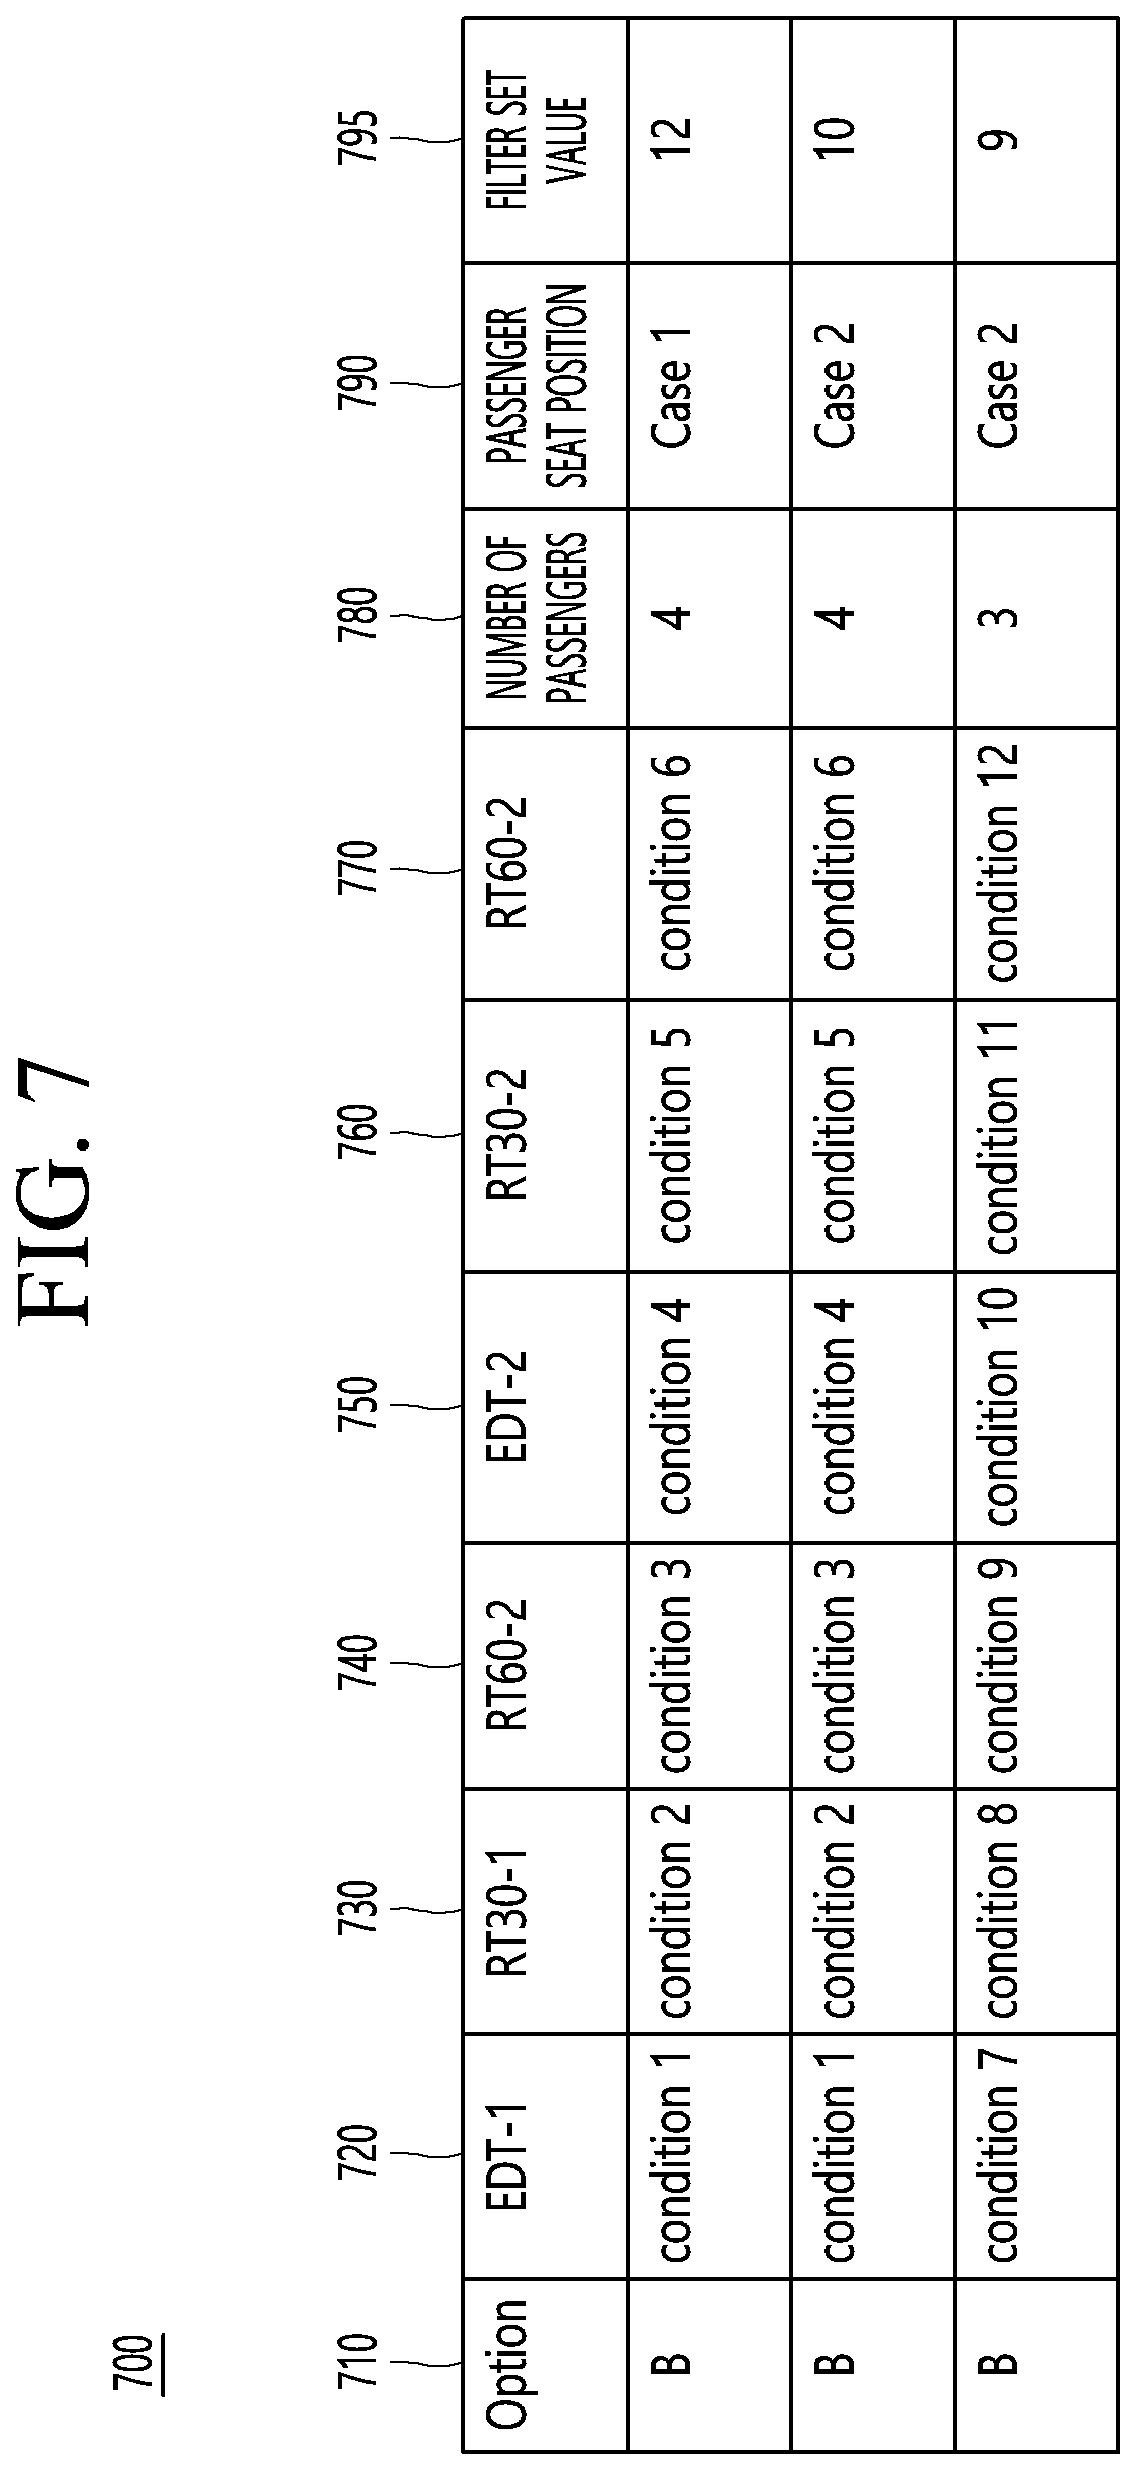 FIG. 7
700
710 720 730 740 750 760 770 780 790 795
Option EDT-1 RT30-1 RT60-2 EDT-2 RT30-2 RT60-2 NUMBER OF PASSENGERS PASSENGER SEAT POSITION FILTER SET VALUE
B condition 1 condition 2 condition 3 condition 4 condition 5 condition 6 4 Case 1 12
B condition 1 condition 2 condition 3 condition 4 condition 5 condition 6 4 Case 2 10
B condition 7 condition 8 condition 9 condition 10 condition 11 condition 12 3 Case 2 9